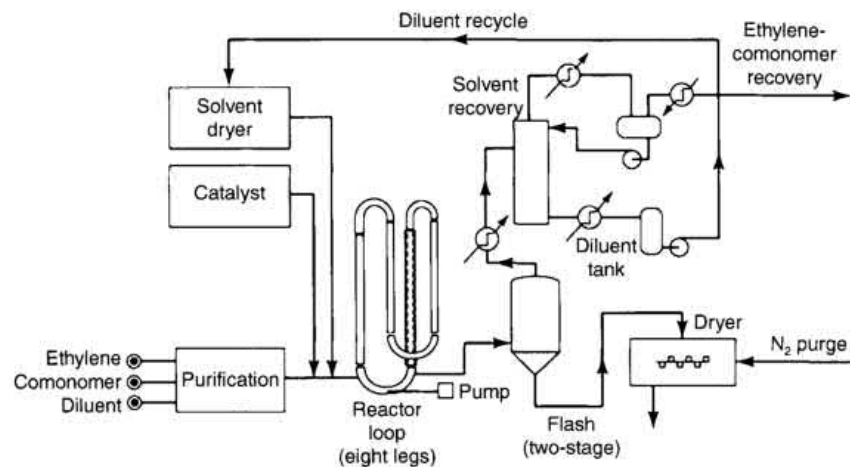 Diluent recycle
Ethylene-
comonomer
recovery
Solvent
recovery
Solvent
dryer
Catalyst
Diluent
tank
Dryer
N₂ purge
Ethylene
Comonomer
Diluent
Purification
Pump
Reactor
loop
(eight legs)
Flash
(two-stage)